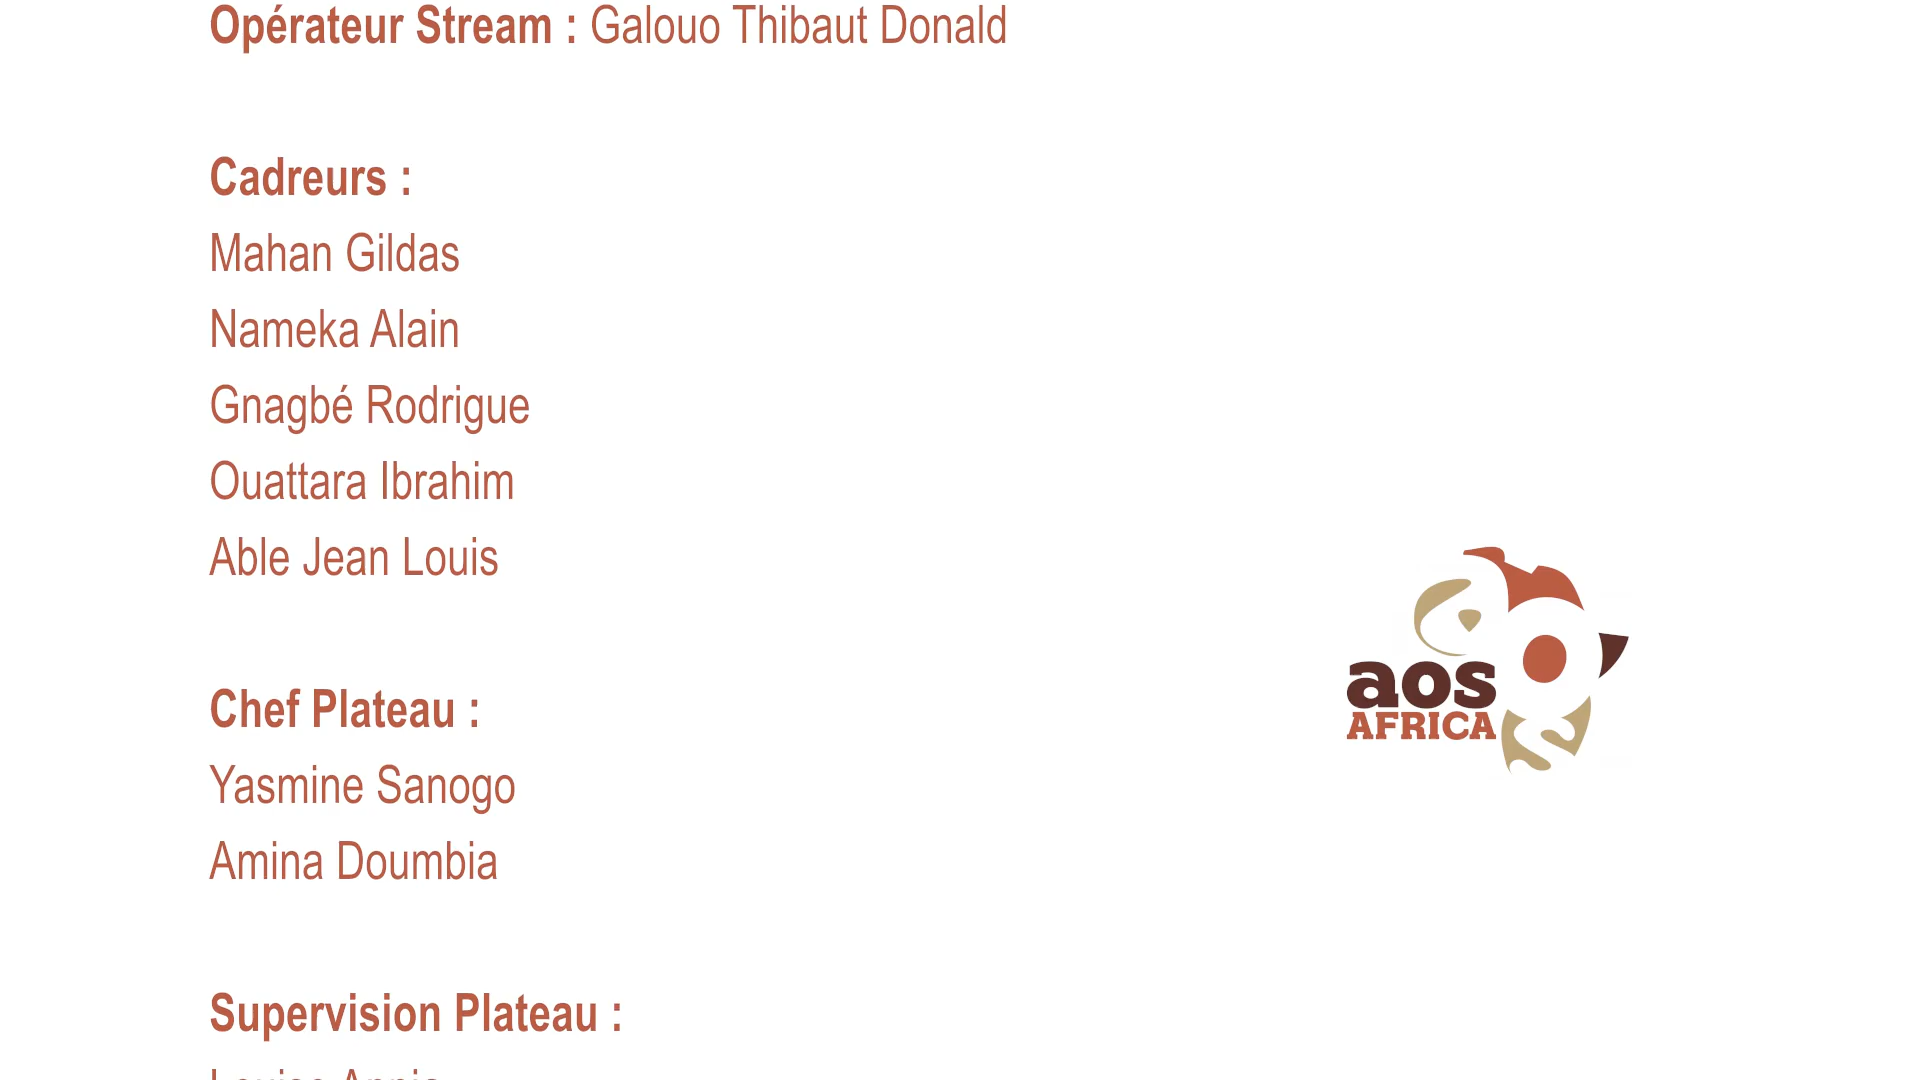 Opérateur Stream : Galouo Thibaut Donald
Cadreurs :
Mahan Gildas
Nameka Alain
Gnagbé Rodrigue
Ouattara Ibrahim
Able Jean Louis
Chef Plateau :
Yasmine Sanogo
Amina Doumbia
Supervision Plateau :
aos
AFRICA